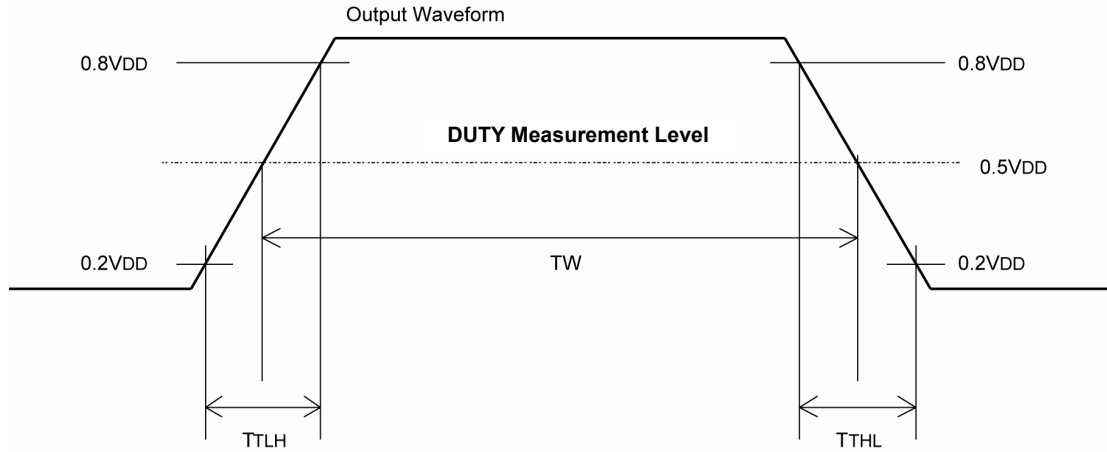 Output Waveform
0.8VDD
0.8VDD
DUTY Measurement Level
0.5VDD
0.2VDD
TW
0.2VDD
TTLH
TTHL